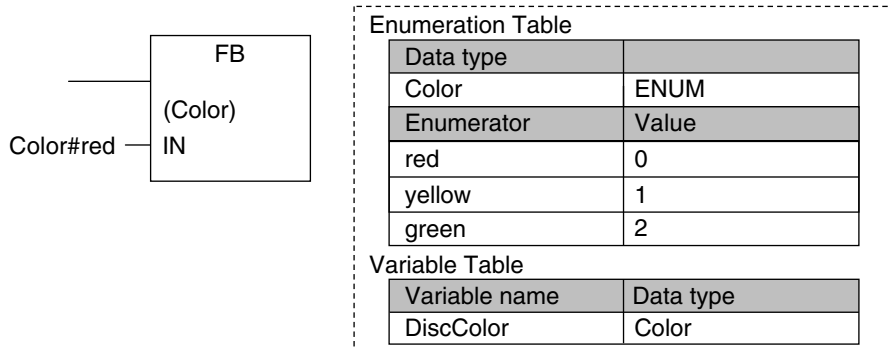 FB
(Color)
Color#red IN
Enumeration Table
Data type
Color ENUM
Enumerator Value
red 0
yellow 1
green 2
Variable Table
Variable name Data type
DiscColor Color